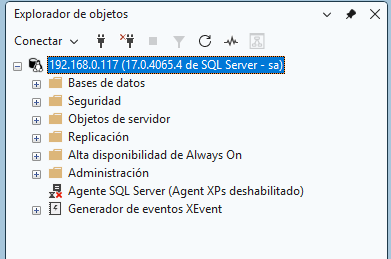 Explorador de objetos
Conectar
192.168.0.117 (17.0.4065.4 de SQL Server - sa)
Bases de datos
Seguridad
Objetos de servidor
Replicación
Alta disponibilidad de Always On
Administración
Agente SQL Server (Agent XPs deshabilitado)
Generador de eventos XEvent